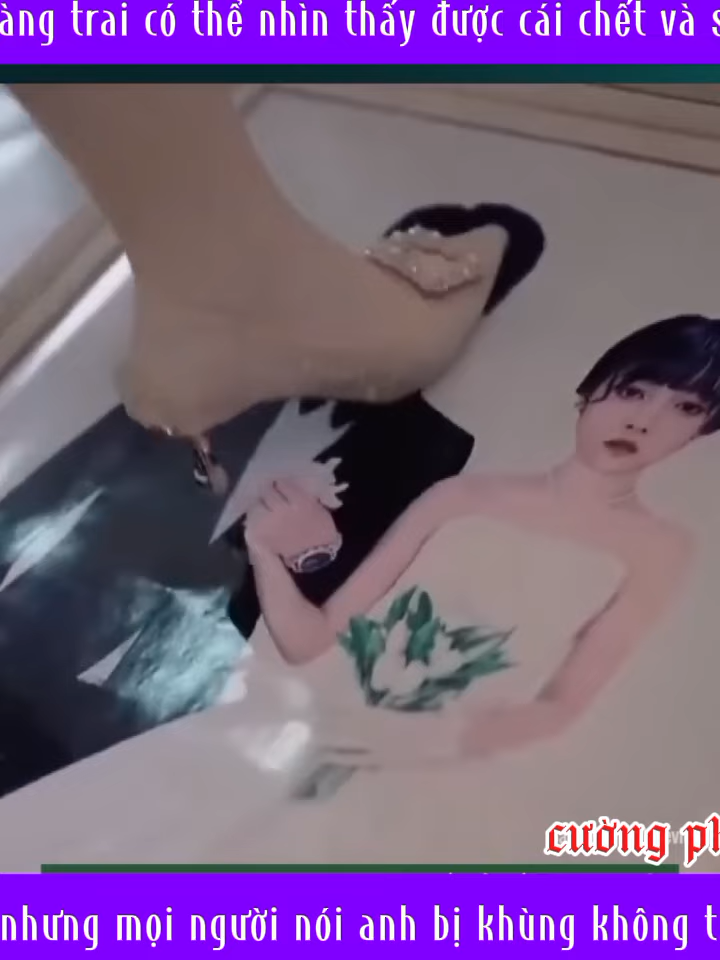 àng trai có thể nhìn thấy được cái chết và s
cường ph
nhưng mọi người nói anh bị khùng không t